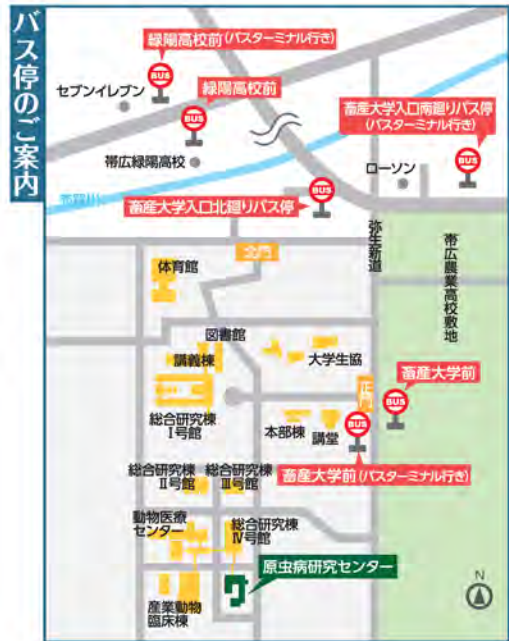 バス停のご案内
緑陽高校前(バスターミナル行き)
BUS
セブンイレブン
緑陽高校前
BUS
畜産大学入口南廻りバス停
(バスターミナル行き)
BUS
帯広緑陽高校
ローソン
BUS
畜産大学入口北廻りバス停
北門
弥生新道
帯広農業高校敷地
体育館
図書館
講義棟
大学生協
畜産大学前
BUS
正門
総合研究棟
Ⅰ号館
本部棟
講堂
BUS
畜産大学前(バスターミナル行き)
総合研究棟
Ⅱ号館
総合研究棟
Ⅲ号館
動物医療
センター
総合研究棟
Ⅳ号館
原虫病研究センター
産業動物
臨床棟
N